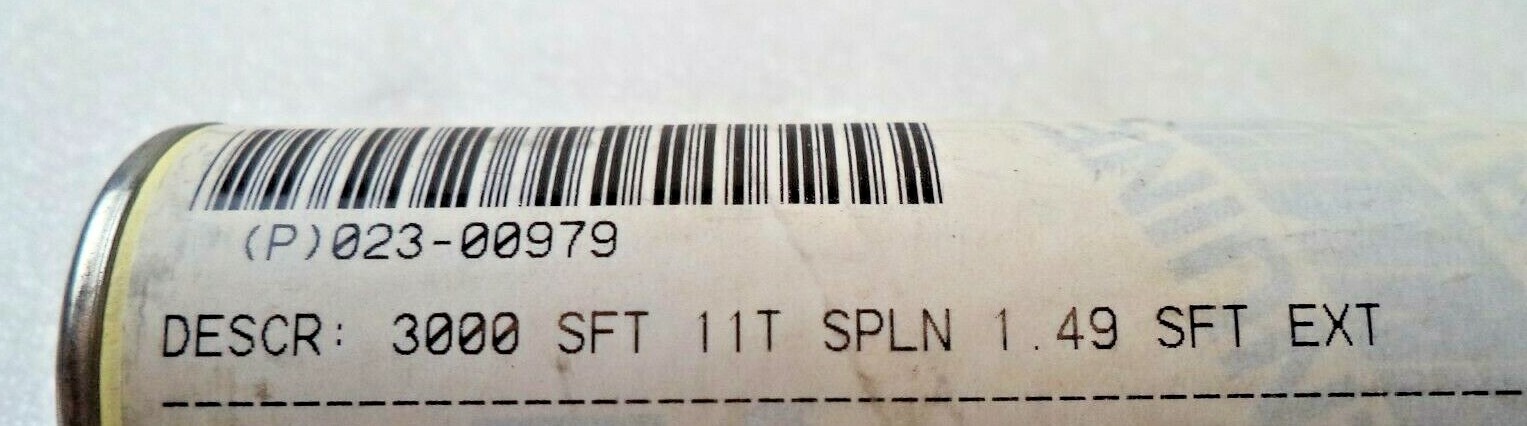 (P)023-00979
DESCR: 3000 SFT 11T SPLN 1.49 SFT EXT